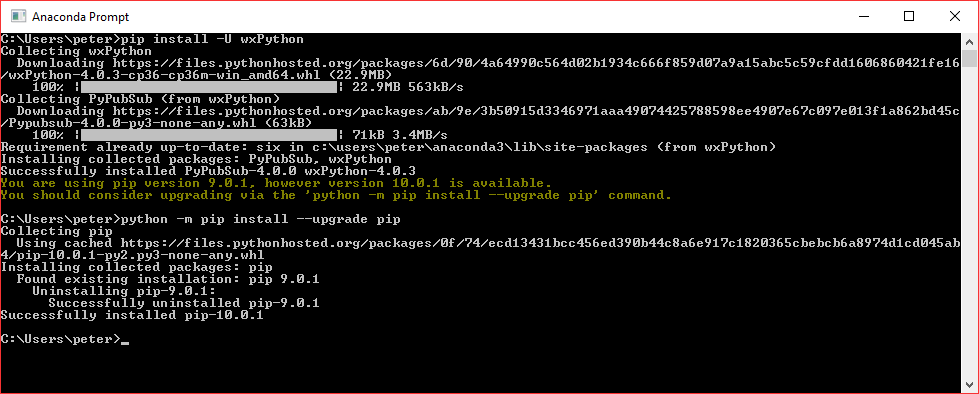 Anaconda Prompt
C:\Users\peter>pip install -U wxPython
Collecting wxPython
  Downloading https://files.pythonhosted.org/packages/6d/90/4a64990c564d02b1934c666f859d07a9a15abc5c59cfdd1606860421fe16
/wxPython-4.0.3-cp36-cp36m-win_amd64.whl (22.9MB)
    100% |████████████████████████████████| 22.9MB 563kB/s
Collecting PyPubSub (from wxPython)
  Downloading https://files.pythonhosted.org/packages/ab/9e/3b50915d3346971aaa49074425788598ee4907e67c097e013f1a862bd45c
/Pypubsub-4.0.0-py3-none-any.whl (63kB)
    100% |████████████████████████████████| 71kB 3.4MB/s
Requirement already up-to-date: six in c:\users\peter\anaconda3\lib\site-packages (from wxPython)
Installing collected packages: PyPubSub, wxPython
Successfully installed PyPubSub-4.0.0 wxPython-4.0.3
You are using pip version 9.0.1, however version 10.0.1 is available.
You should consider upgrading via the 'python -m pip install --upgrade pip' command.
C:\Users\peter>python -m pip install --upgrade pip
Collecting pip
  Using cached https://files.pythonhosted.org/packages/0f/74/ecd13431bcc456ed390b44c8a6e917c1820365cbebcb6a8974d1cd045ab
4/pip-10.0.1-py2.py3-none-any.whl
Installing collected packages: pip
  Found existing installation: pip 9.0.1
    Uninstalling pip-9.0.1:
      Successfully uninstalled pip-9.0.1
Successfully installed pip-10.0.1
C:\Users\peter>_